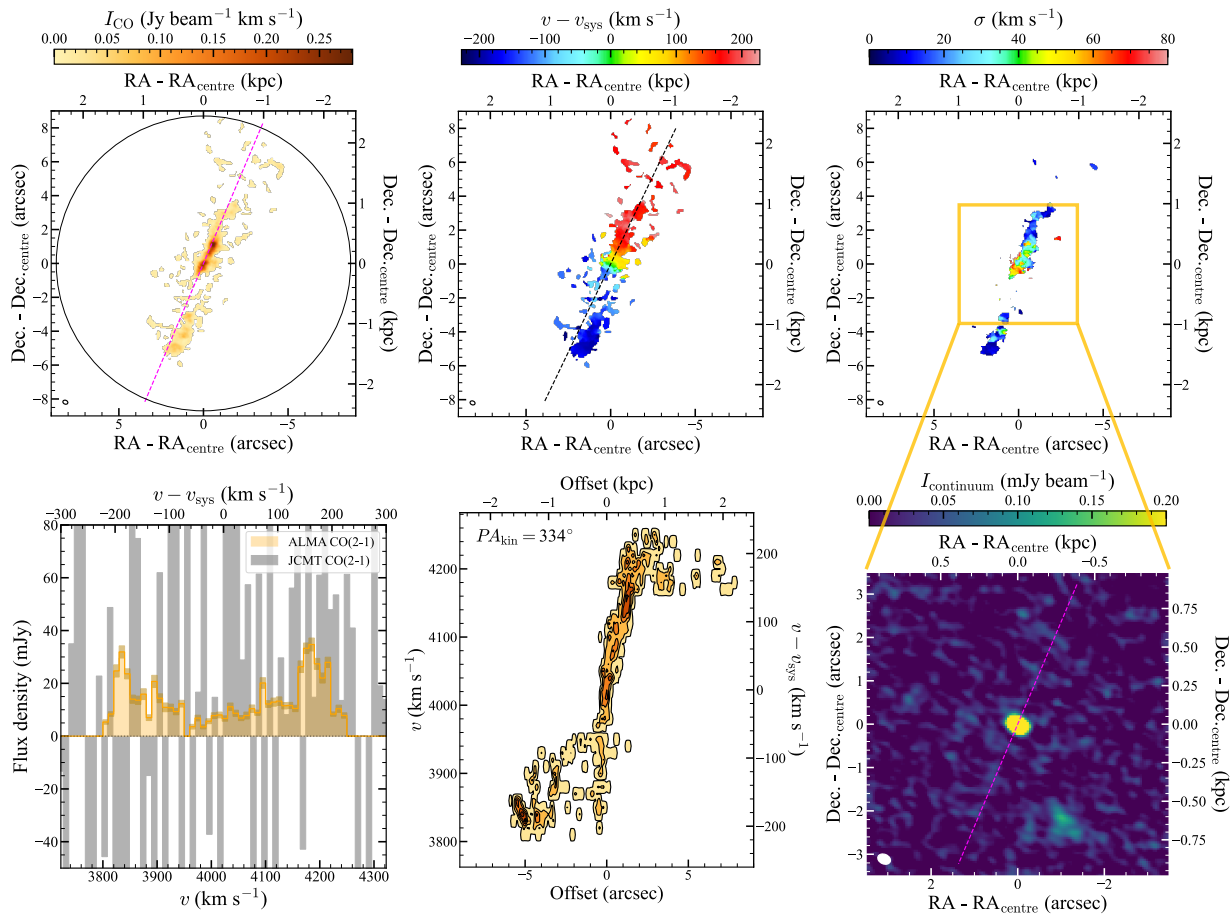 I_CO (Jy beam⁻¹ km s⁻¹)
0.00 0.05 0.10 0.15 0.20 0.25
RA - RA_centre (kpc)
2 1 0 −1 −2
Dec. - Dec._centre (arcsec)
8
6
4
2
0
−2
−4
−6
−8
2
1
0
−1
−2
Dec. - Dec._centre (kpc)
5 0 −5
RA - RA_centre (arcsec)
v − v_sys (km s⁻¹)
−200 −100 0 100 200
RA - RA_centre (kpc)
2 1 0 −1 −2
Dec. - Dec._centre (arcsec)
8
6
4
2
0
−2
−4
−6
−8
2
1
0
−1
−2
Dec. - Dec._centre (kpc)
5 0 −5
RA - RA_centre (arcsec)
σ (km s⁻¹)
0 20 40 60 80
RA - RA_centre (kpc)
2 1 0 −1 −2
Dec. - Dec._centre (arcsec)
8
6
4
2
0
−2
−4
−6
−8
2
1
0
−1
−2
Dec. - Dec._centre (kpc)
5 0 −5
RA - RA_centre (arcsec)
v − v_sys (km s⁻¹)
−300 −200 −100 0 100 200 300
Flux density (mJy)
80
60
40
20
0
−20
−40
ALMA CO(2-1)
JCMT CO(2-1)
3800 3900 4000 4100 4200 4300
v (km s⁻¹)
Offset (kpc)
−2 −1 0 1 2
PA_kin = 334°
v (km s⁻¹)
4200
4100
4000
3900
3800
200
100
0
−100
−200
v − v_sys (km s⁻¹)
−5 0 5
Offset (arcsec)
I_continuum (mJy beam⁻¹)
0.00 0.05 0.10 0.15 0.20
RA - RA_centre (kpc)
0.5 0.0 −0.5
Dec. - Dec._centre (arcsec)
3
2
1
0
−1
−2
−3
0.75
0.50
0.25
0.00
−0.25
−0.50
−0.75
Dec. - Dec._centre (kpc)
2 0 −2
RA - RA_centre (arcsec)